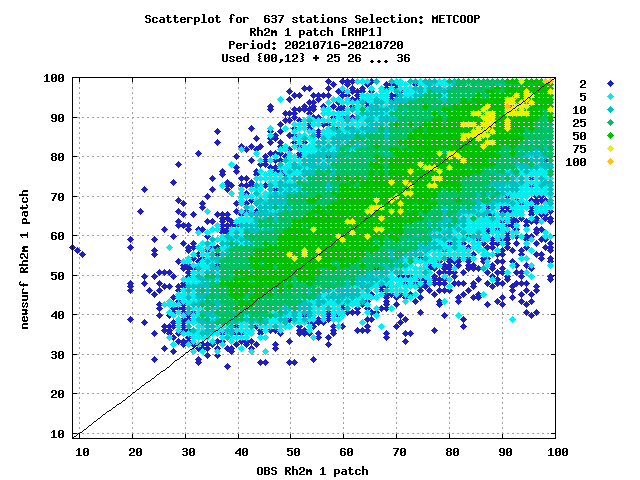 Scatterplot for  637 stations Selection: METCOOP
Rh2m 1 patch [RHP1]
Period: 20210716-20210720
Used {00,12} + 25 26 ... 36
100
90
80
70
60
50
40
30
20
10
newsurf Rh2m 1 patch
10 20 30 40 50 60 70 80 90 100
OBS Rh2m 1 patch
2
5
10
25
50
75
100